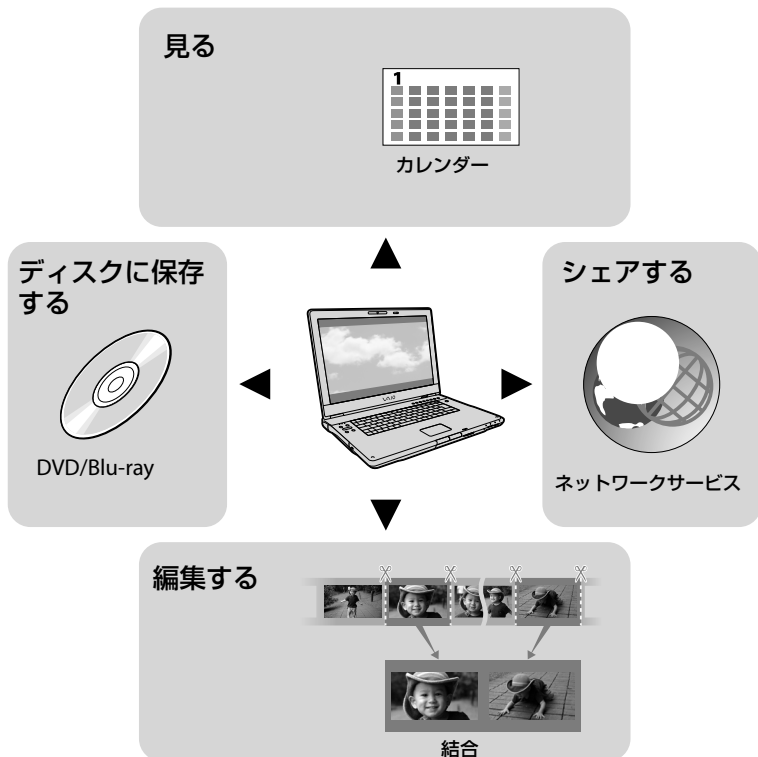 見る
1
カレンダー
ディスクに保存
する
DVD/Blu-ray
VAIO
シェアする
ネットワークサービス
編集する
結合